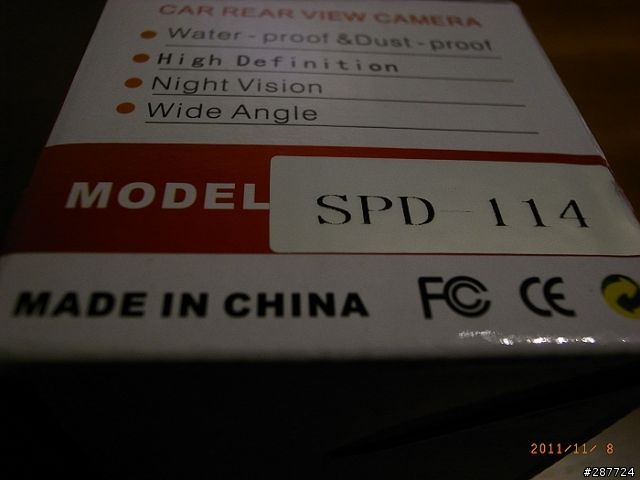 CAR REAR VIEW CAMERA
Water-proof &Dust-proof
High Definition
Night Vision
Wide Angle
MODEL SPD-114
MADE IN CHINA FC CE
2011/11/ 8
#287724